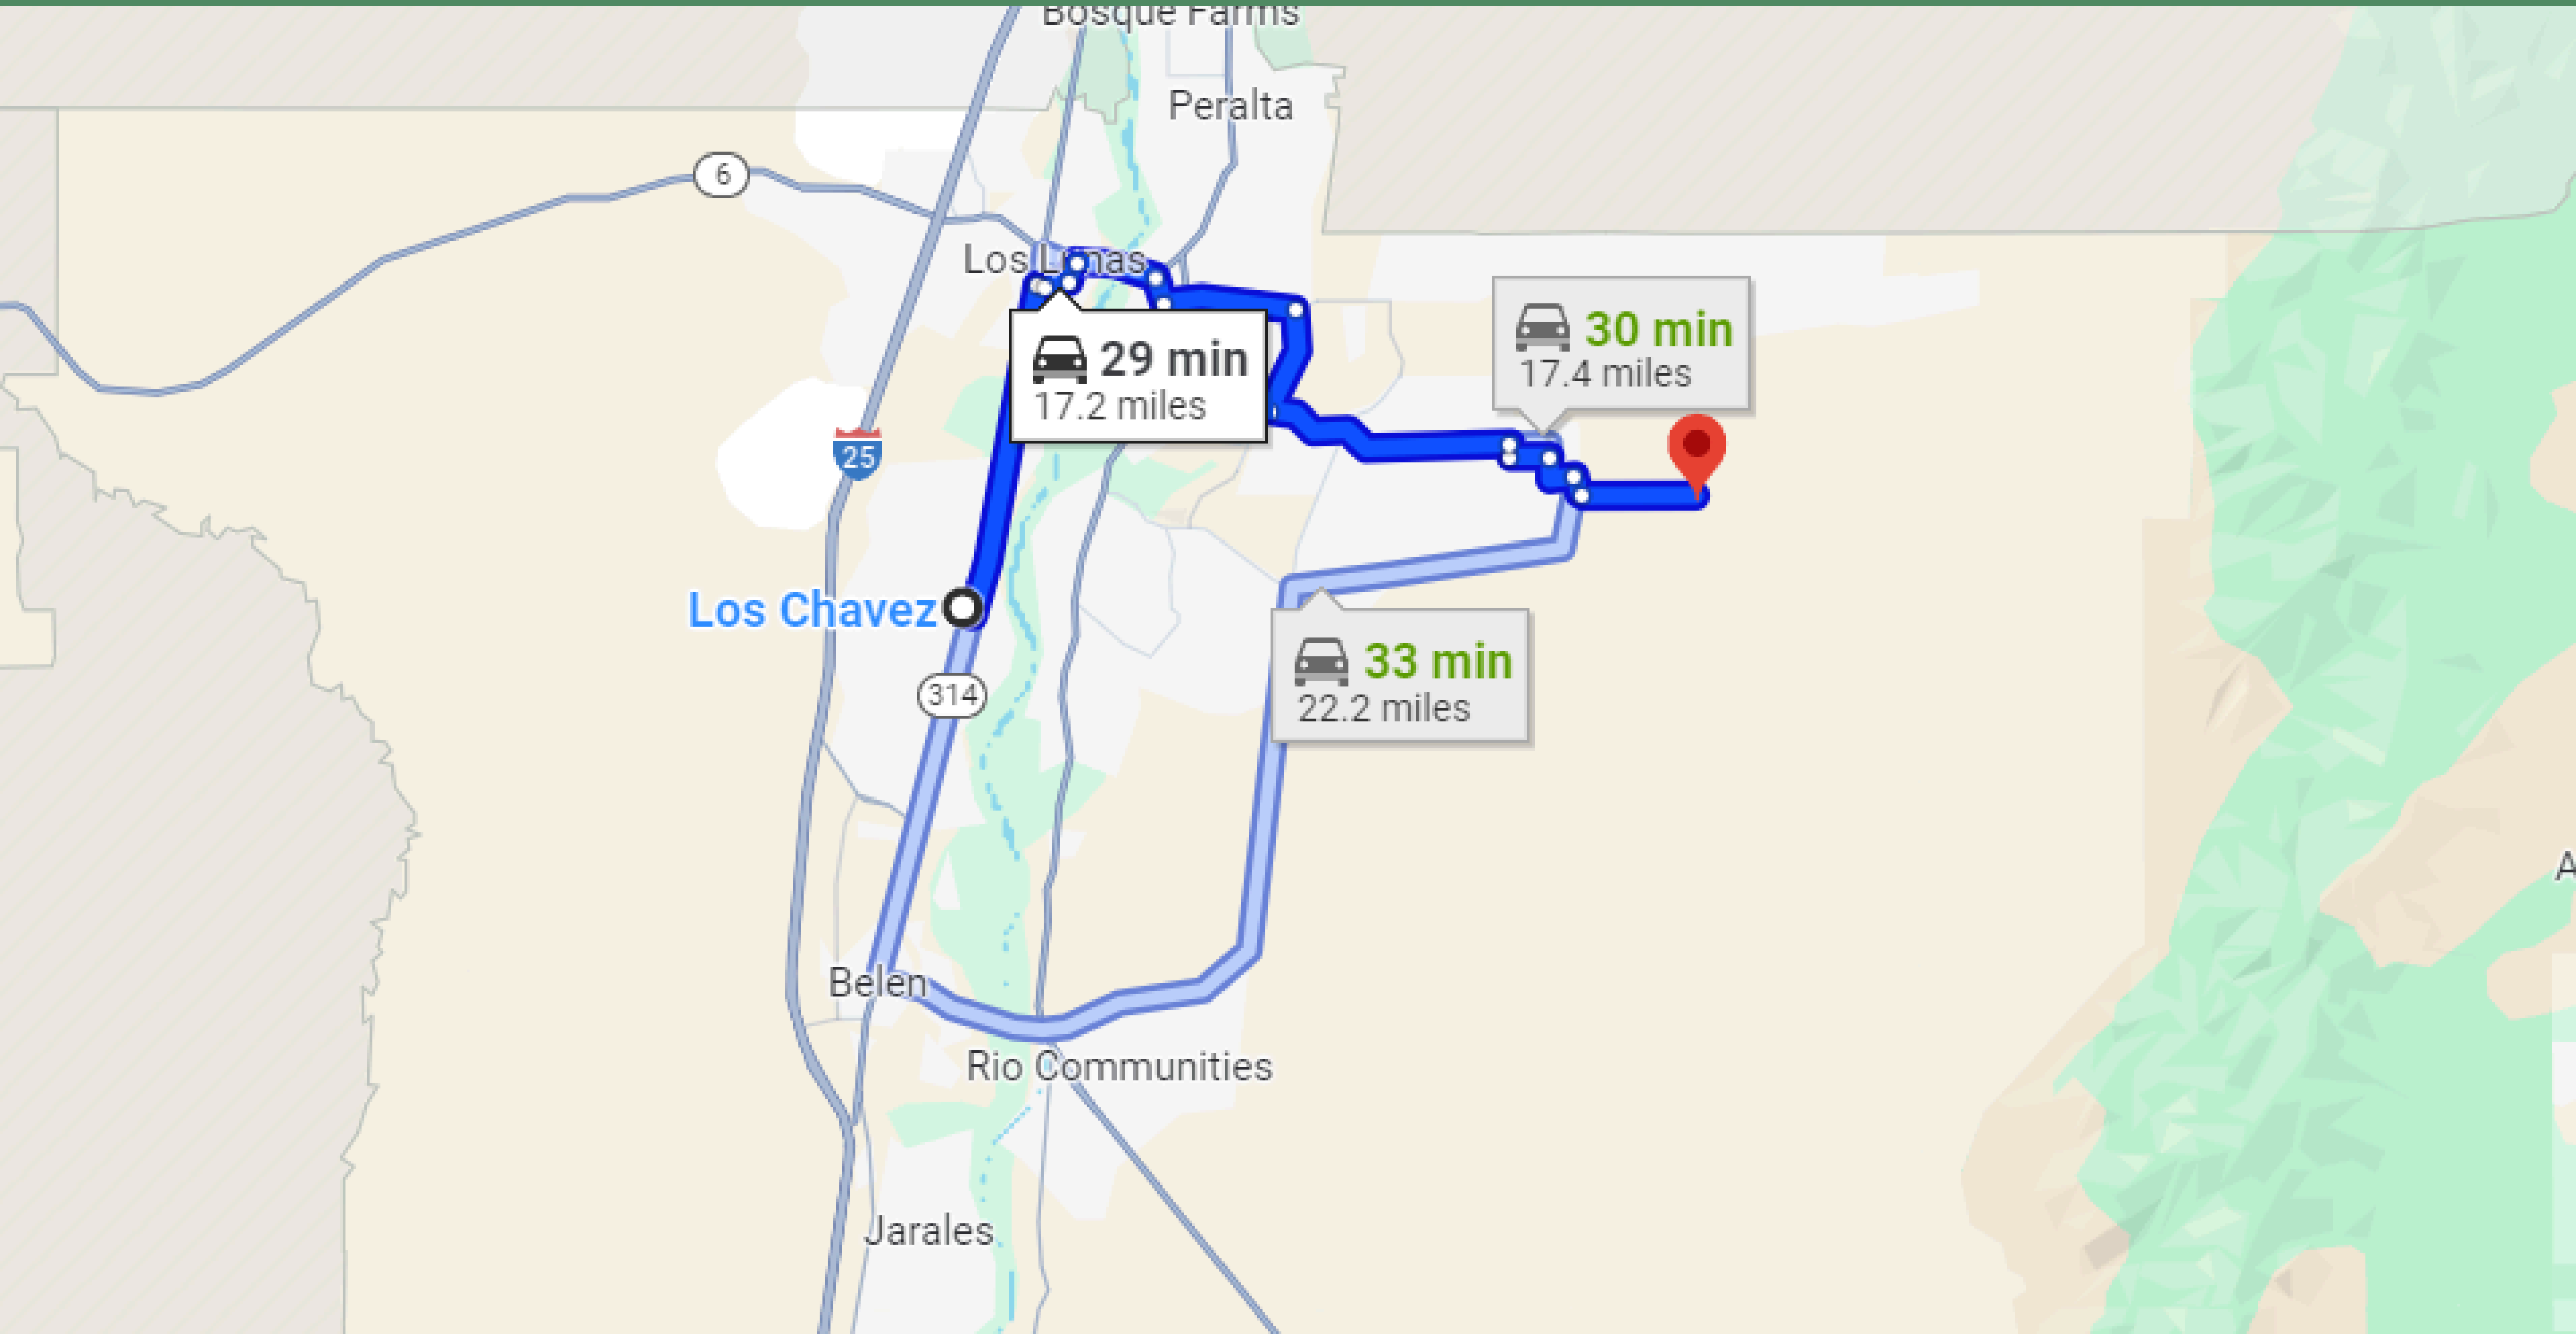 Bosque Farms
Peralta
6
Los Lunas
30 min
17.4 miles
29 min
17.2 miles
25
Los Chavez
33 min
22.2 miles
314
A
Belen
Rio Communities
Jarales